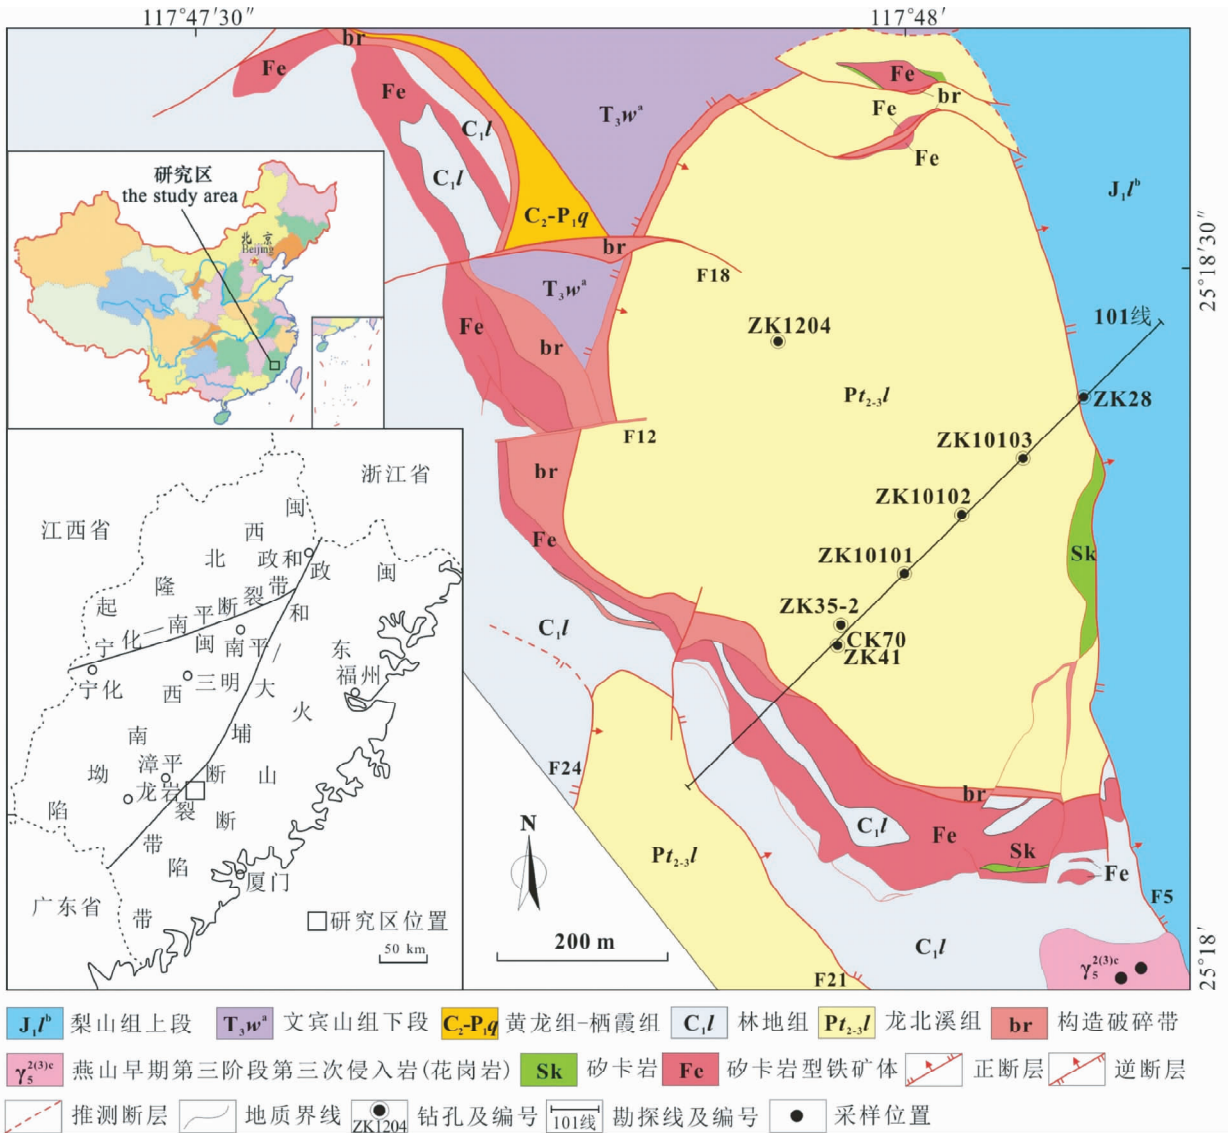 117°47′30″
117°48′
br
Fe
Fe
C₁l
C₁l
T₃wᵃ
Fe
br
Fe
Fe
J₁lᵇ
研究区
the study area
北京
Beijing
C₂-P₁q
br
F18
25°18′30″
T₃wᵃ
Fe
br
101线
ZK1204
Pt₂₋₃l
ZK28
F12
ZK10103
br
ZK10102
Fe
Sk
ZK10101
ZK35-2
CK70
ZK41
C₁l
F24
br
C₁l
Fe
Sk
Fe
Pt₂₋₃l
F5
N
200 m
C₁l
γ₅²⁽³⁾ᶜ
F21
25°18′
浙江省
江西省
闽西北隆起
政和
宁化—南平断裂带
政和/大埔断裂带
闽东火山断陷带
闽西南坳陷
南平
宁化
三明
福州
漳平
龙岩
厦门
广东省
研究区位置
50 km
J₁lᵇ 梨山组上段 T₃wᵃ 文宾山组下段 C₂-P₁q 黄龙组-栖霞组 C₁l 林地组 Pt₂₋₃l 龙北溪组 br 构造破碎带
γ₅²⁽³⁾ᶜ 燕山早期第三阶段第三次侵入岩(花岗岩) Sk 矽卡岩 Fe 矽卡岩型铁矿体 正断层 逆断层
推测断层 地质界线 ZK1204 钻孔及编号 101线 勘探线及编号 采样位置